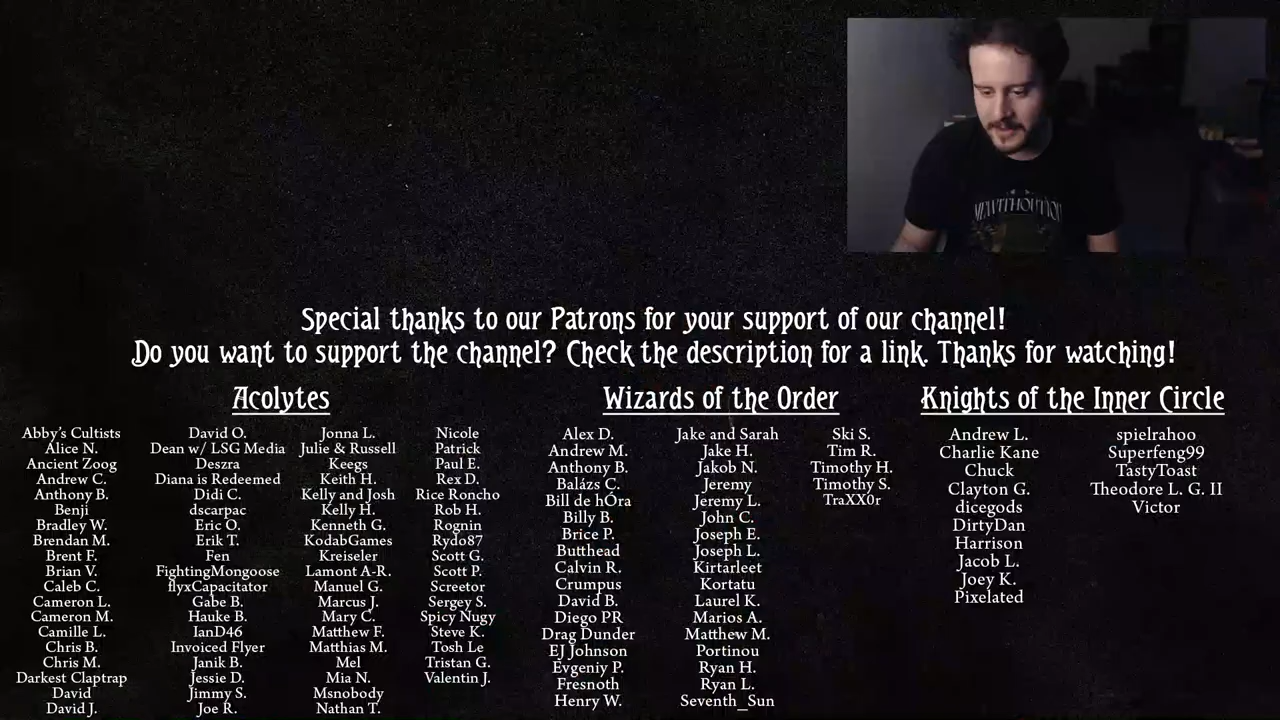 MEWITHOUTYOU
Special thanks to our Patrons for your support of our channel!
Do you want to support the channel? Check the description for a link. Thanks for watching!
Acolytes
Abby's Cultists
Alice N.
Ancient Zoog
Andrew C.
Anthony B.
Benji
Bradley W.
Brendan M.
Brent F.
Brian V.
Caleb C.
Cameron L.
Cameron M.
Camille L.
Chris B.
Chris M.
Darkest Claptrap
David
David J.
David O.
Dean w/ LSG Media
Deszra
Diana is Redeemed
Didi C.
dscarpac
Eric O.
Erik T.
Fen
FightingMongoose
flyxCapacitator
Gabe B.
Hauke B.
IanD46
Invoiced Flyer
Janik B.
Jessie D.
Jimmy S.
Joe R.
Jonna L.
Julie & Russell
Keegs
Keith H.
Kelly and Josh
Kelly H.
Kenneth G.
KodabGames
Kreiseler
Lamont A-R.
Manuel G.
Marcus J.
Mary C.
Matthew F.
Matthias M.
Mel
Mia N.
Msnobody
Nathan T.
Nicole
Patrick
Paul E.
Rex D.
Rice Roncho
Rob H.
Rognin
Rydo87
Scott G.
Scott P.
Screetor
Sergey S.
Spicy Nugy
Steve K.
Tosh Le
Tristan G.
Valentin J.
Wizards of the Order
Alex D.
Andrew M.
Anthony B.
Balázs C.
Bill de hÓra
Billy B.
Brice P.
Butthead
Calvin R.
Crumpus
David B.
Diego PR
Drag Dunder
EJ Johnson
Evgeniy P.
Fresnoth
Henry W.
Jake and Sarah
Jake H.
Jakob N.
Jeremy
Jeremy L.
John C.
Joseph E.
Joseph L.
Kirtarleet
Kortatu
Laurel K.
Marios A.
Matthew M.
Portinou
Ryan H.
Ryan L.
Seventh_Sun
Ski S.
Tim R.
Timothy H.
Timothy S.
TraXX0r
Knights of the Inner Circle
Andrew L.
Charlie Kane
Chuck
Clayton G.
dicegods
DirtyDan
Harrison
Jacob L.
Joey K.
Pixelated
spielrahoo
Superfeng99
TastyToast
Theodore L. G. II
Victor